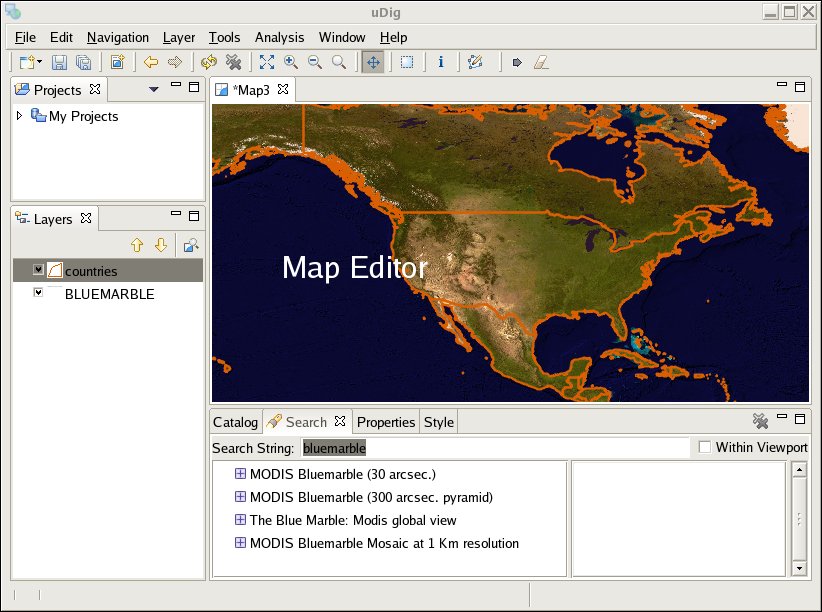 uDig
File Edit Navigation Layer Tools Analysis Window Help
Projects
My Projects
Layers
countries
BLUEMARBLE
*Map3
Map Editor
Catalog Search Properties Style
Search String: bluemarble Within Viewport
MODIS Bluemarble (30 arcsec.)
MODIS Bluemarble (300 arcsec. pyramid)
The Blue Marble: Modis global view
MODIS Bluemarble Mosaic at 1 Km resolution